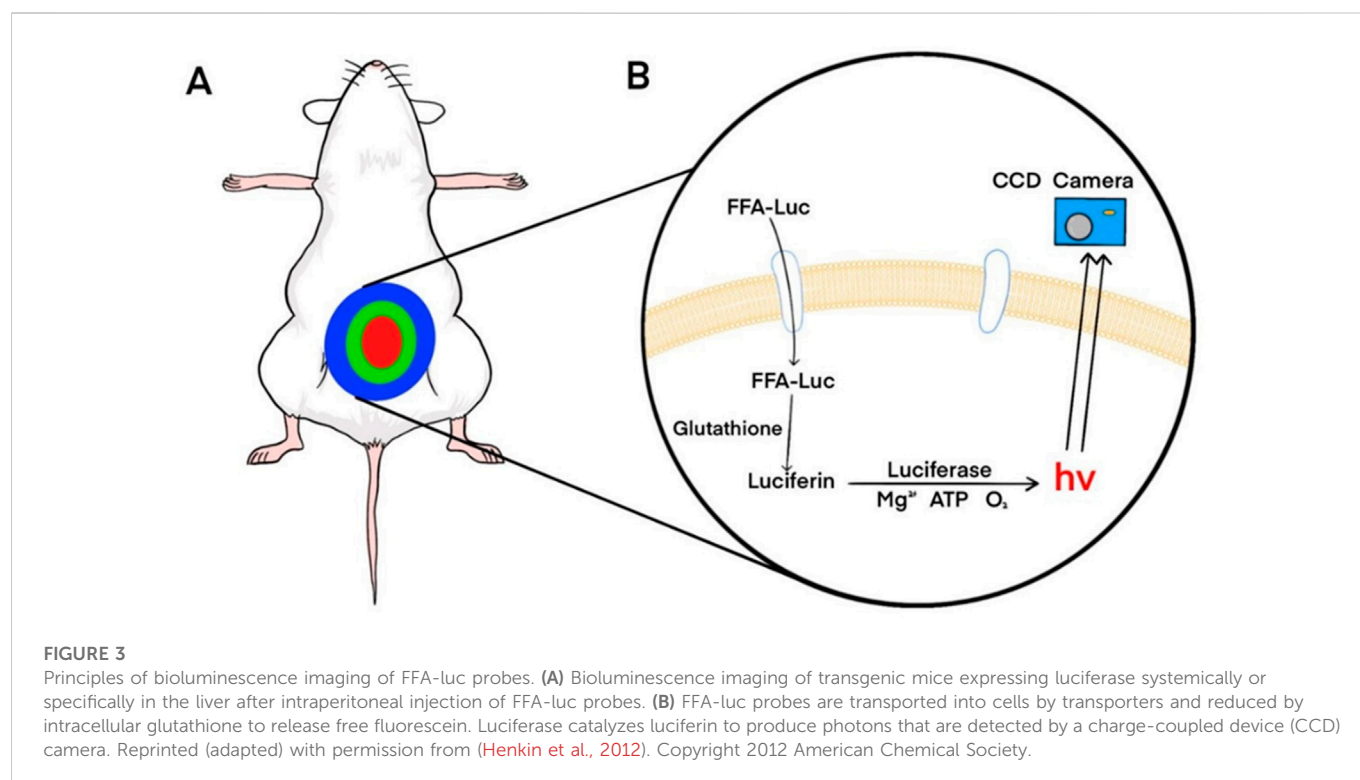 A
B
CCD Camera
FFA-Luc
FFA-Luc
Glutathione
Luciferin
Luciferase
Mg²⁺ ATP O₂
hv
FIGURE 3
Principles of bioluminescence imaging of FFA-luc probes. (A) Bioluminescence imaging of transgenic mice expressing luciferase systemically or
specifically in the liver after intraperitoneal injection of FFA-luc probes. (B) FFA-luc probes are transported into cells by transporters and reduced by
intracellular glutathione to release free fluorescein. Luciferase catalyzes luciferin to produce photons that are detected by a charge-coupled device (CCD)
camera. Reprinted (adapted) with permission from (Henkin et al., 2012). Copyright 2012 American Chemical Society.